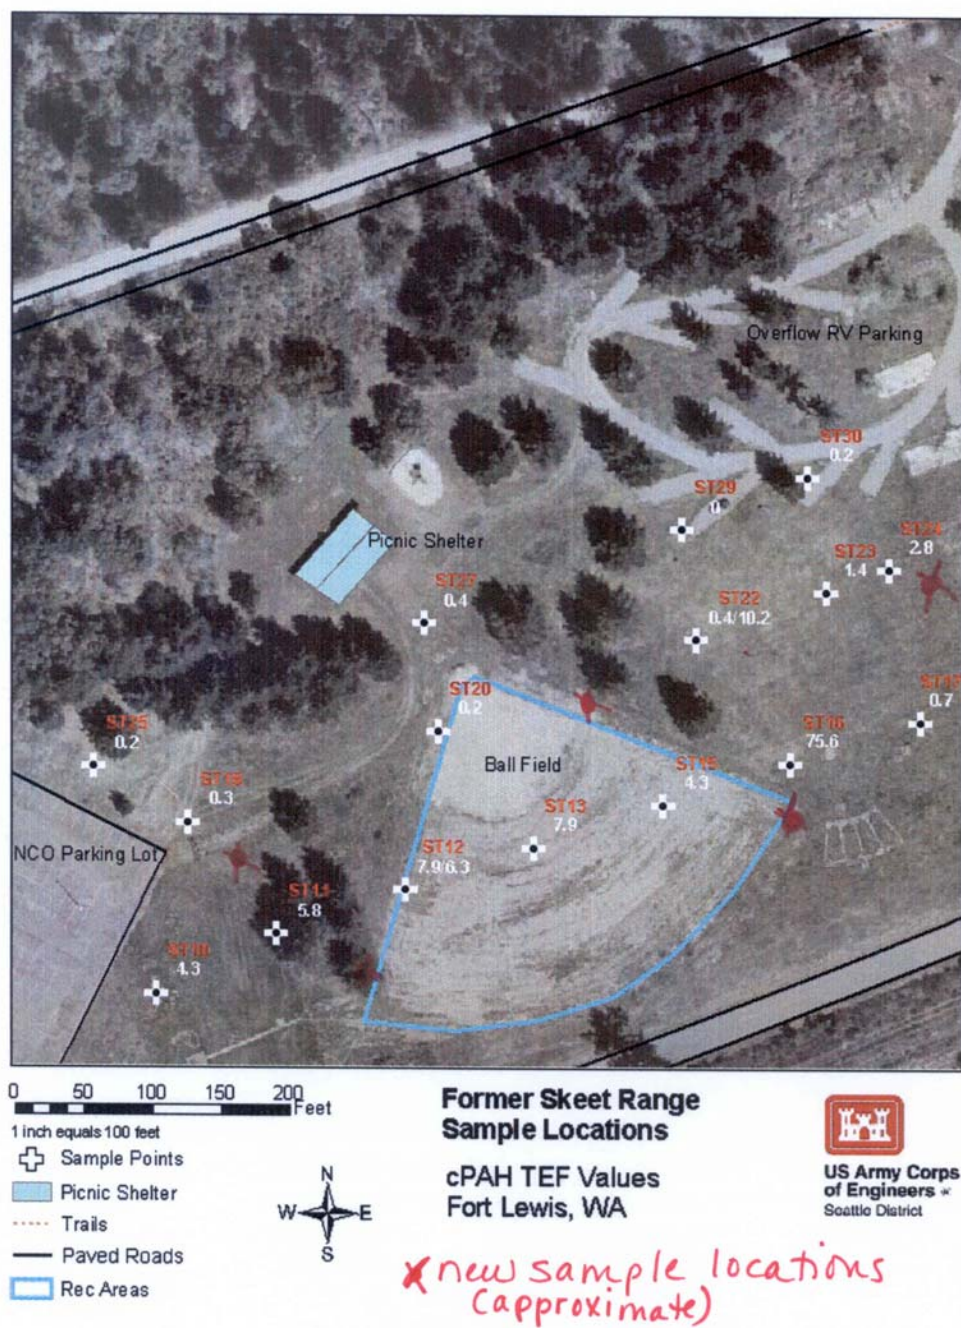 Overflow RV Parking
ST30
0.2
ST29
0
ST24
2.8
ST23
1.4
Picnic Shelter
ST27
0.4
ST22
0.4/10.2
0.7
ST20
0.2
ST16
75.6
ST25
0.2
Ball Field
ST15
4.3
0.3
ST13
7.9
NCO Parking Lot
ST12
7.9/6.3
ST11
5.8
ST10
4.3
0 50 100 150 200
Feet
1 inch equals 100 feet
Sample Points
Picnic Shelter
Trails
Paved Roads
Rec Areas
N
W E
S
Former Skeet Range
Sample Locations
cPAH TEF Values
Fort Lewis, WA
US Army Corps
of Engineers
Seattle District
x new sample locations
(approximate)